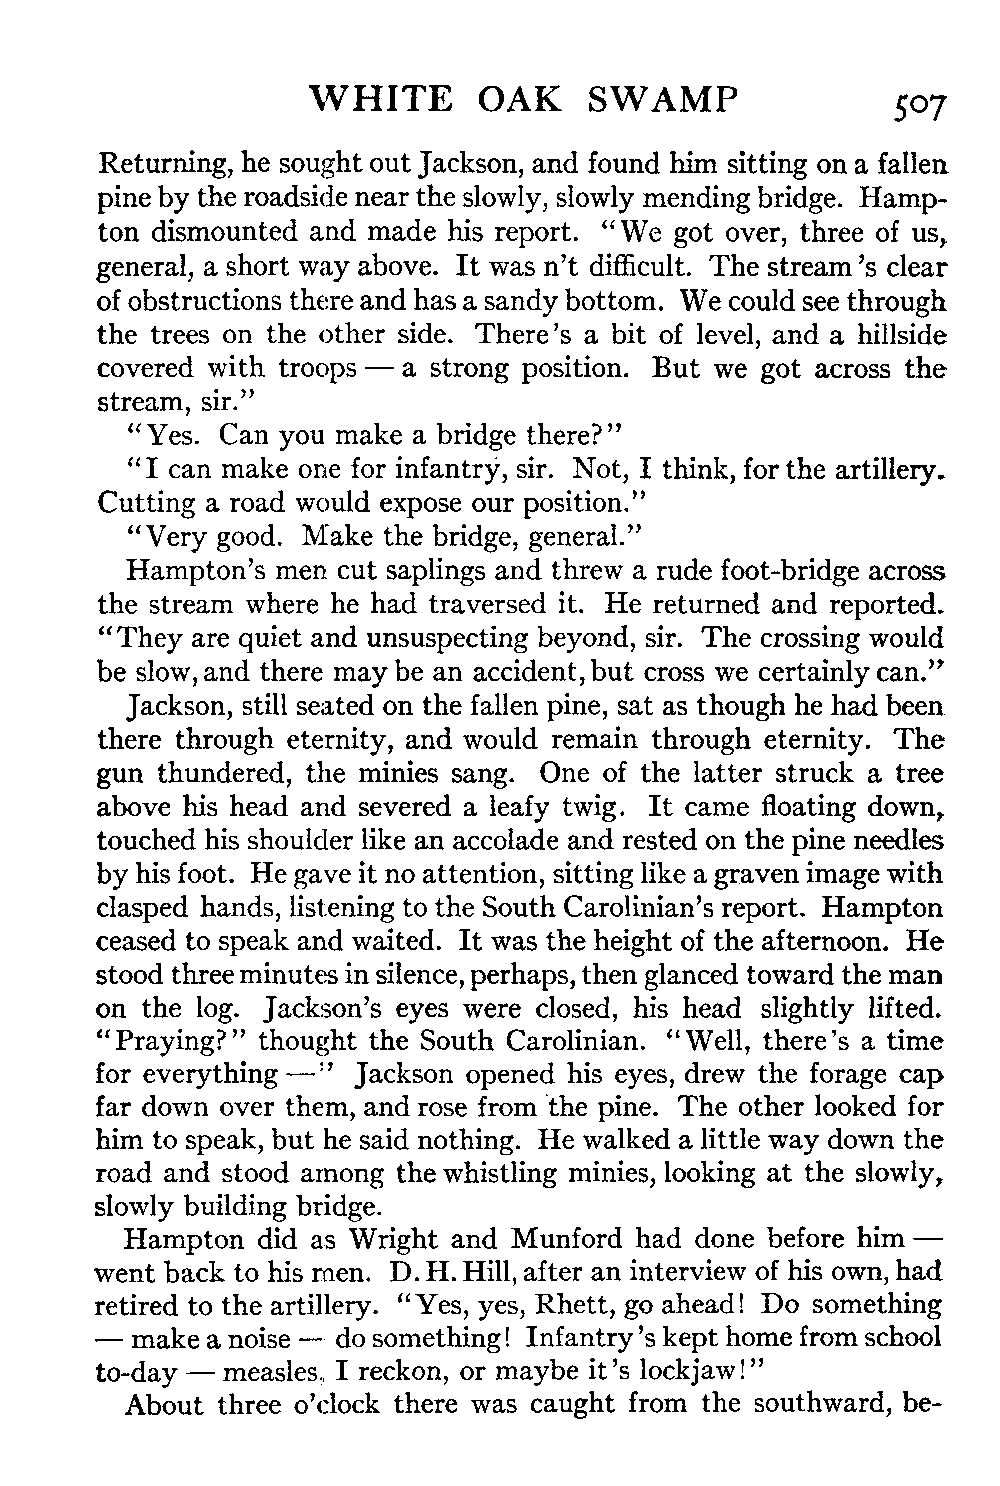 WHITE OAK SWAMP 507
Returning, he sought out Jackson, and found him sitting on a fallen
pine by the roadside near the slowly, slowly mending bridge. Hamp-
ton dismounted and made his report. "We got over, three of us,
general, a short way above. It was n't difficult. The stream's clear
of obstructions there and has a sandy bottom. We could see through
the trees on the other side. There's a bit of level, and a hillside
covered with troops — a strong position. But we got across the
stream, sir."
"Yes. Can you make a bridge there?"
"I can make one for infantry, sir. Not, I think, for the artillery.
Cutting a road would expose our position."
"Very good. Make the bridge, general."
Hampton's men cut saplings and threw a rude foot-bridge across
the stream where he had traversed it. He returned and reported.
"They are quiet and unsuspecting beyond, sir. The crossing would
be slow, and there may be an accident, but cross we certainly can."
Jackson, still seated on the fallen pine, sat as though he had been
there through eternity, and would remain through eternity. The
gun thundered, the minies sang. One of the latter struck a tree
above his head and severed a leafy twig. It came floating down,
touched his shoulder like an accolade and rested on the pine needles
by his foot. He gave it no attention, sitting like a graven image with
clasped hands, listening to the South Carolinian's report. Hampton
ceased to speak and waited. It was the height of the afternoon. He
stood three minutes in silence, perhaps, then glanced toward the man
on the log. Jackson's eyes were closed, his head slightly lifted.
"Praying?" thought the South Carolinian. "Well, there's a time
for everything —" Jackson opened his eyes, drew the forage cap
far down over them, and rose from the pine. The other looked for
him to speak, but he said nothing. He walked a little way down the
road and stood among the whistling minies, looking at the slowly,
slowly building bridge.
Hampton did as Wright and Munford had done before him —
went back to his men. D. H. Hill, after an interview of his own, had
retired to the artillery. "Yes, yes, Rhett, go ahead! Do something
— make a noise — do something! Infantry's kept home from school
to-day — measles, I reckon, or maybe it's lockjaw!"
About three o'clock there was caught from the southward, be-